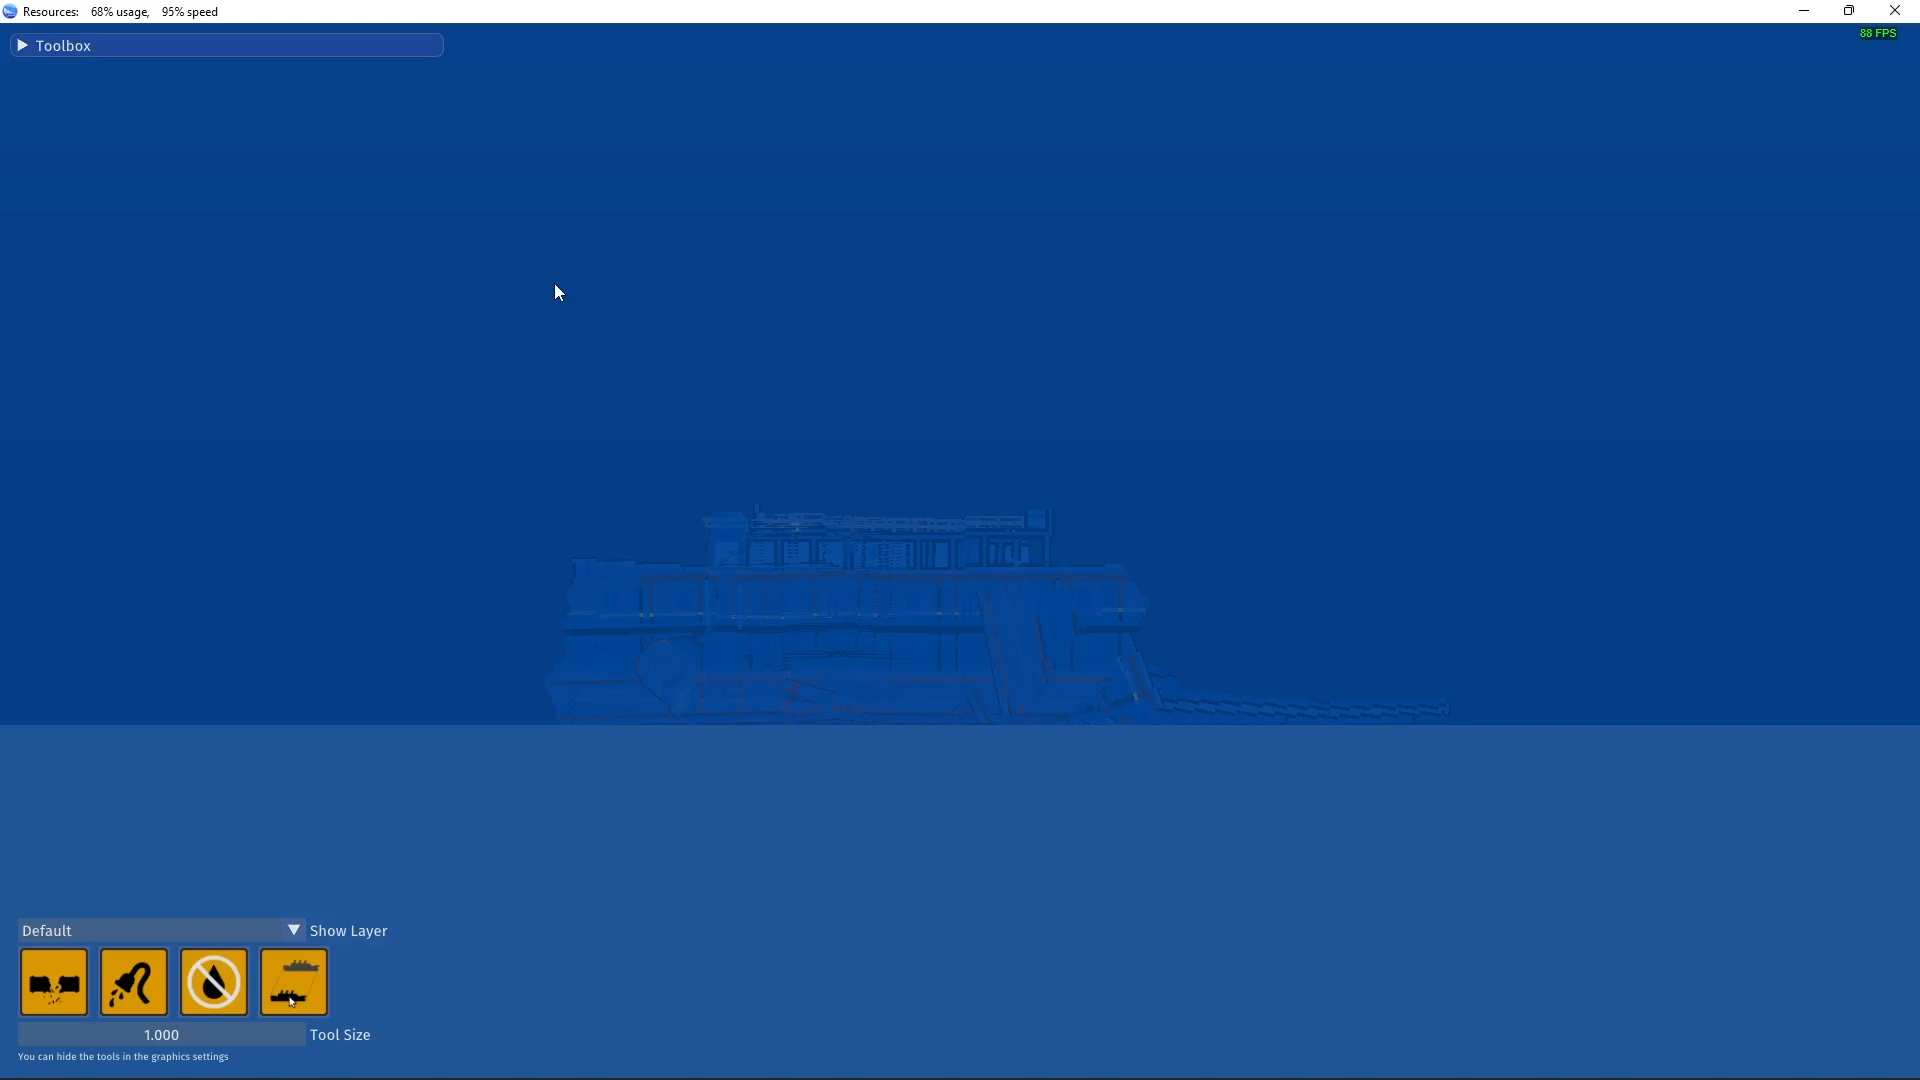 Resources: 68% usage, 95% speed
88 FPS
Toolbox
Default
Show Layer
1.000
Tool Size
You can hide the tools in the graphics settings